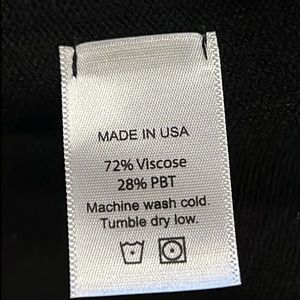 MADE IN USA
72% Viscose
28% PBT
Machine wash cold.
Tumble dry low.